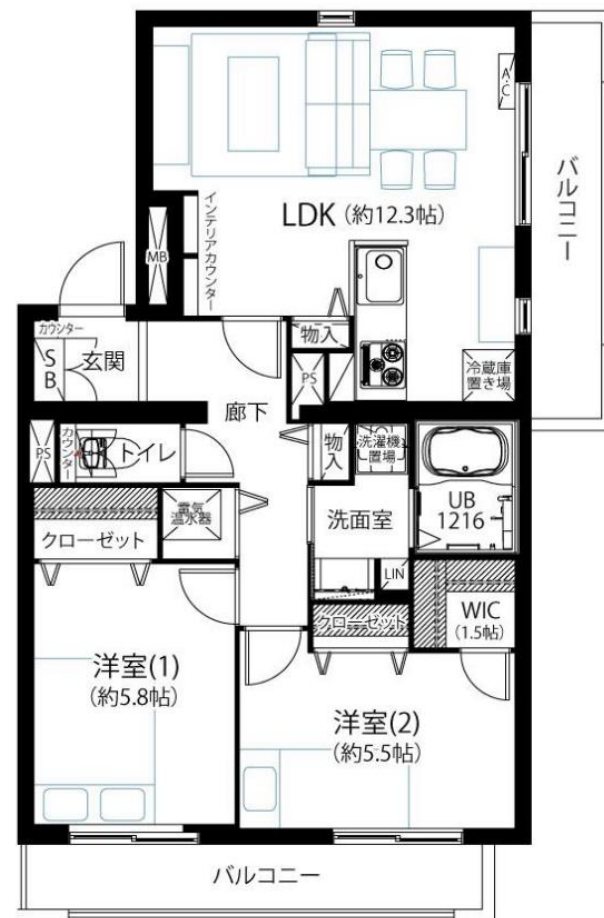 A・C
バルコニー
LDK (約12.3帖)
インテリアカウンター
MB
カウンター
SB
玄関
物入
PS
冷蔵庫
置き場
廊下
PS
カウンター
トイレ
物入
洗濯機
置場
UB
1216
電気
温水器
洗面室
クローゼット
LIN
WIC
(1.5帖)
クローゼット
洋室(1)
(約5.8帖)
洋室(2)
(約5.5帖)
バルコニー